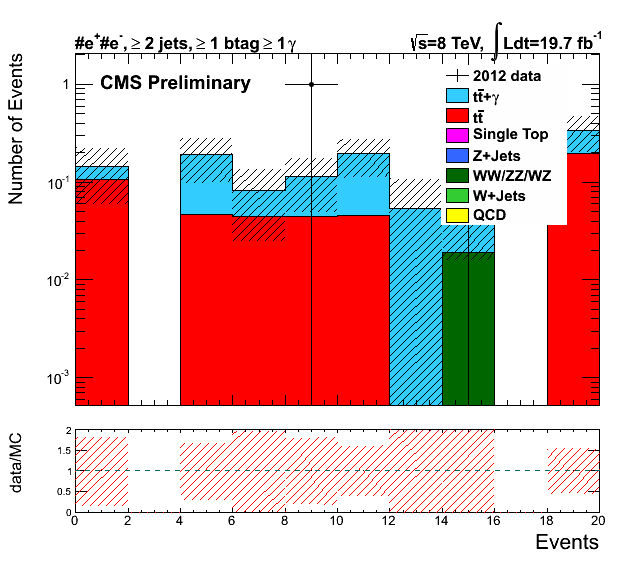 #e⁺#e⁻, ≥ 2 jets, ≥ 1 btag ≥ 1γ
√s=8 TeV, ∫Ldt=19.7 fb⁻¹
CMS Preliminary
2012 data
tt̄+γ
tt̄
Single Top
Z+Jets
WW/ZZ/WZ
W+Jets
QCD
Number of Events
1
10⁻¹
10⁻²
10⁻³
data/MC
2
1.5
1
0.5
0
0 2 4 6 8 10 12 14 16 18 20
Events